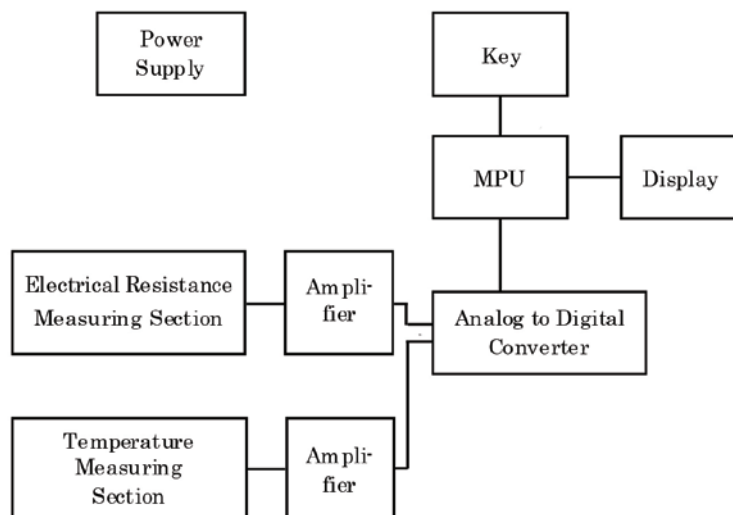 Power
Supply
Key
MPU
Display
Electrical Resistance
Measuring Section
Ampli-
fier
Analog to Digital
Converter
Temperature
Measuring
Section
Ampli-
fier